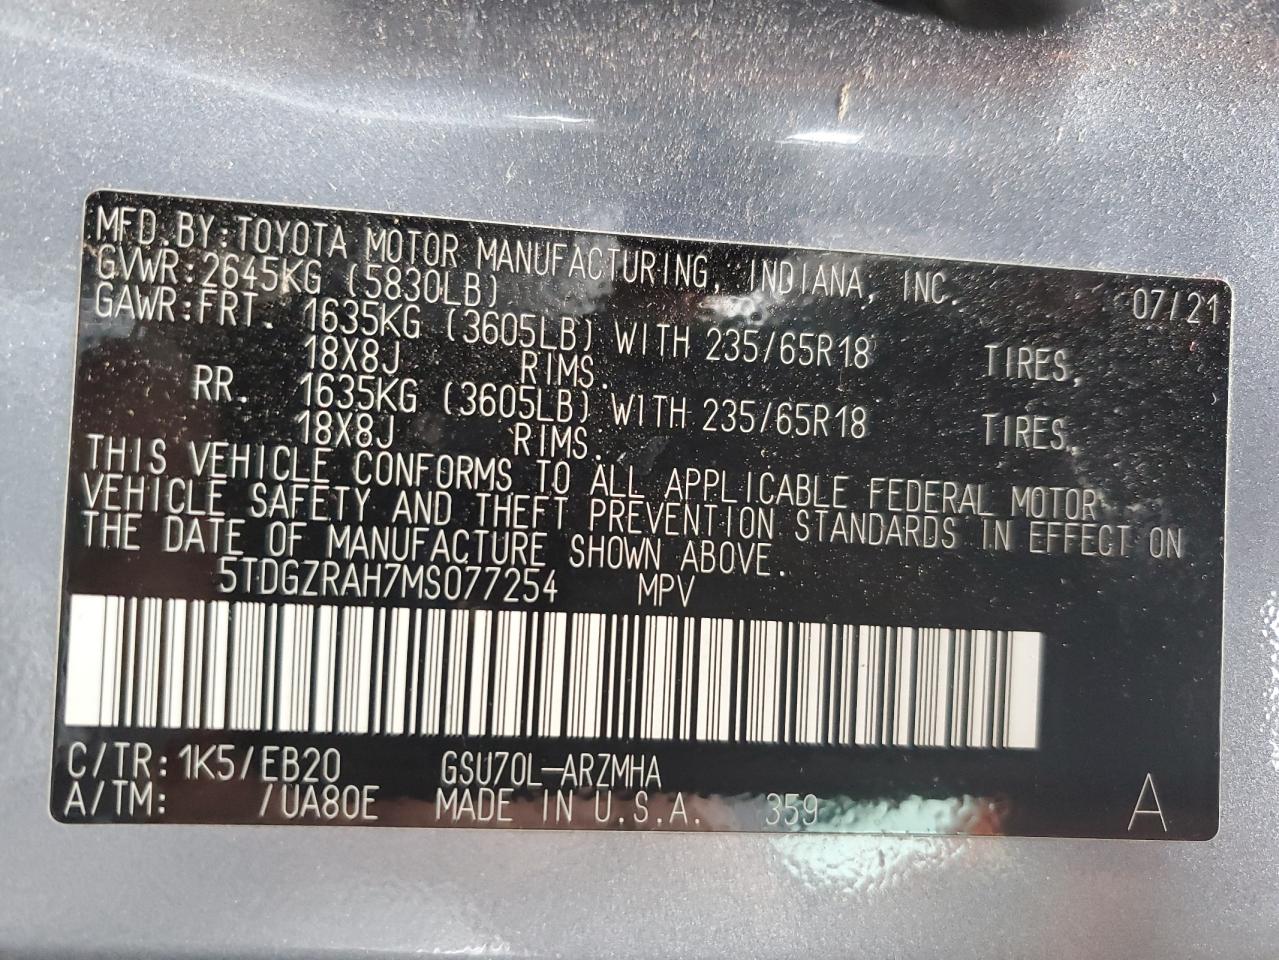 MFD.BY:TOYOTA MOTOR MANUFACTURING, INDIANA, INC. 07/21
GVWR:2645KG (5830LB)
GAWR:FRT. 1635KG (3605LB) WITH 235/65R18 TIRES,
18X8J RIMS.
RR. 1635KG (3605LB) WITH 235/65R18 TIRES,
18X8J RIMS.
THIS VEHICLE CONFORMS TO ALL APPLICABLE FEDERAL MOTOR
VEHICLE SAFETY AND THEFT PREVENTION STANDARDS IN EFFECT ON
THE DATE OF MANUFACTURE SHOWN ABOVE.
5TDGZRAH7MS077254 MPV
C/TR:1K5/EB20 GSU70L-ARZMHA
A/TM: /UA80E MADE IN U.S.A. 359 A